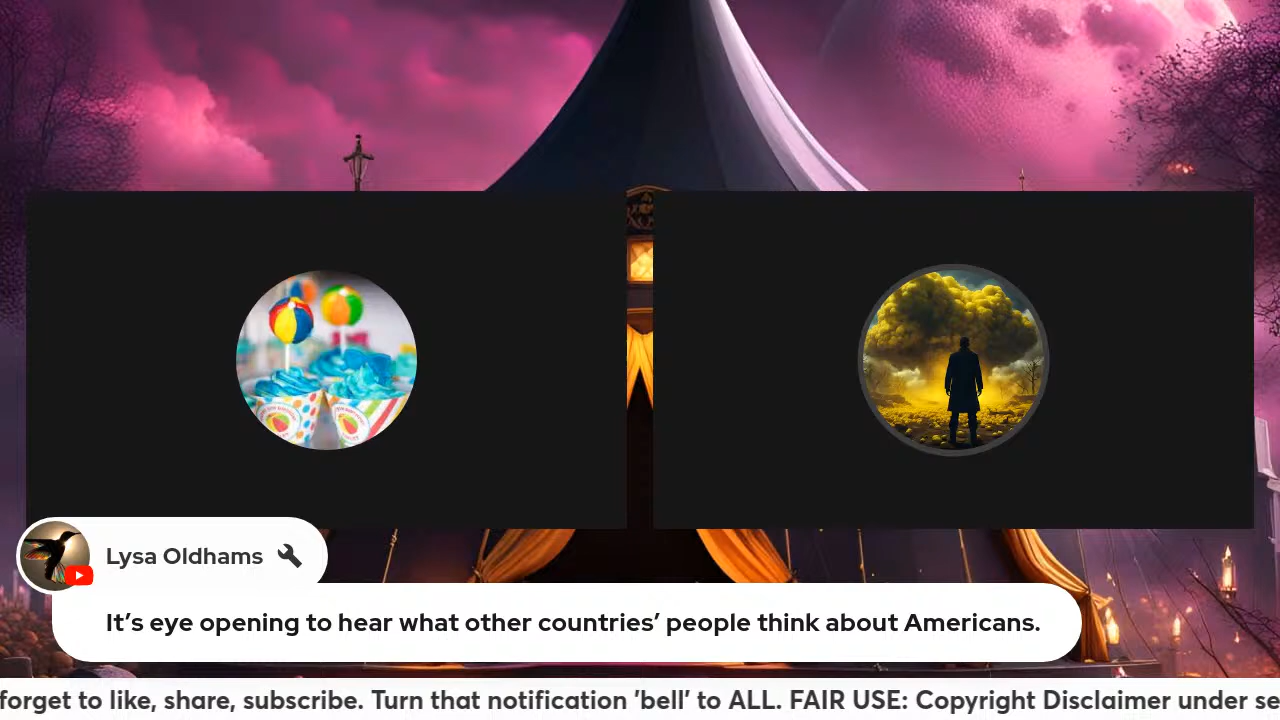 Lysa Oldhams
It’s eye opening to hear what other countries’ people think about Americans.
forget to like, share, subscribe. Turn that notification 'bell' to ALL. FAIR USE: Copyright Disclaimer under se